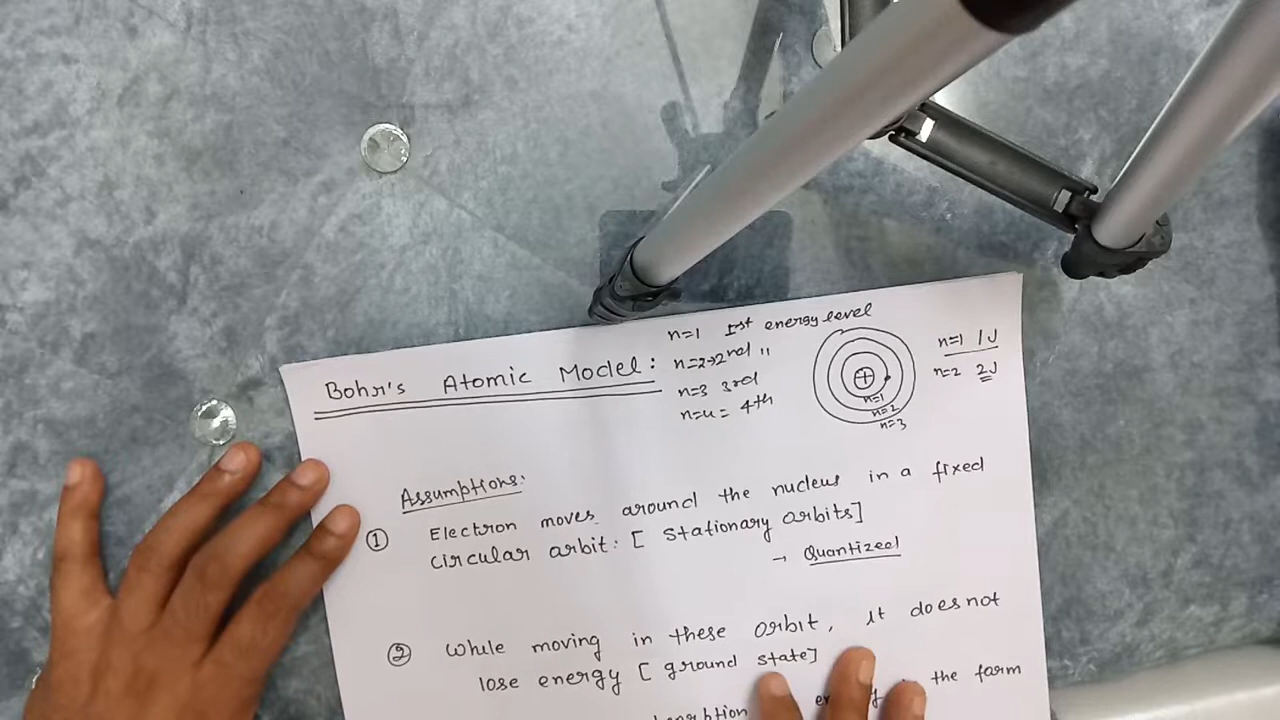 Bohr's Atomic Model:
n=1 Ist energy level
n=2→2nd "
n=3 3rd
n=4= 4th
n=1
n=2
n=3
n=1 1J
n=2 2J
Assumptions:
① Electron moves around the nucleus in a fixed
circular orbit: [ Stationary orbits]
→ Quantized
② While moving in these orbit, it does not
lose energy [ ground state]
the form